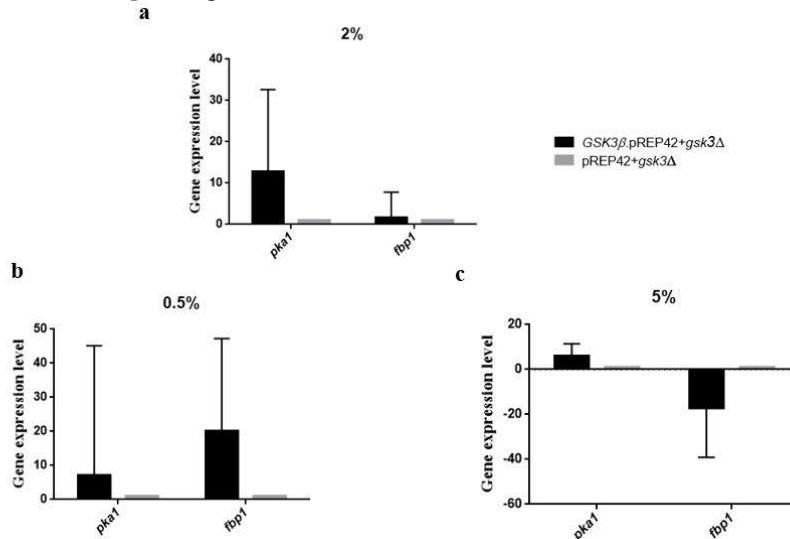 a
2%
Gene expression level
40
30
20
10
0
pka1
fbp1
GSK3β.pREP42+gsk3Δ
pREP42+gsk3Δ
b
0.5%
Gene expression level
50
40
30
20
10
0
pka1
fbp1
c
5%
Gene expression level
20
0
-20
-40
-60
pka1
fbp1